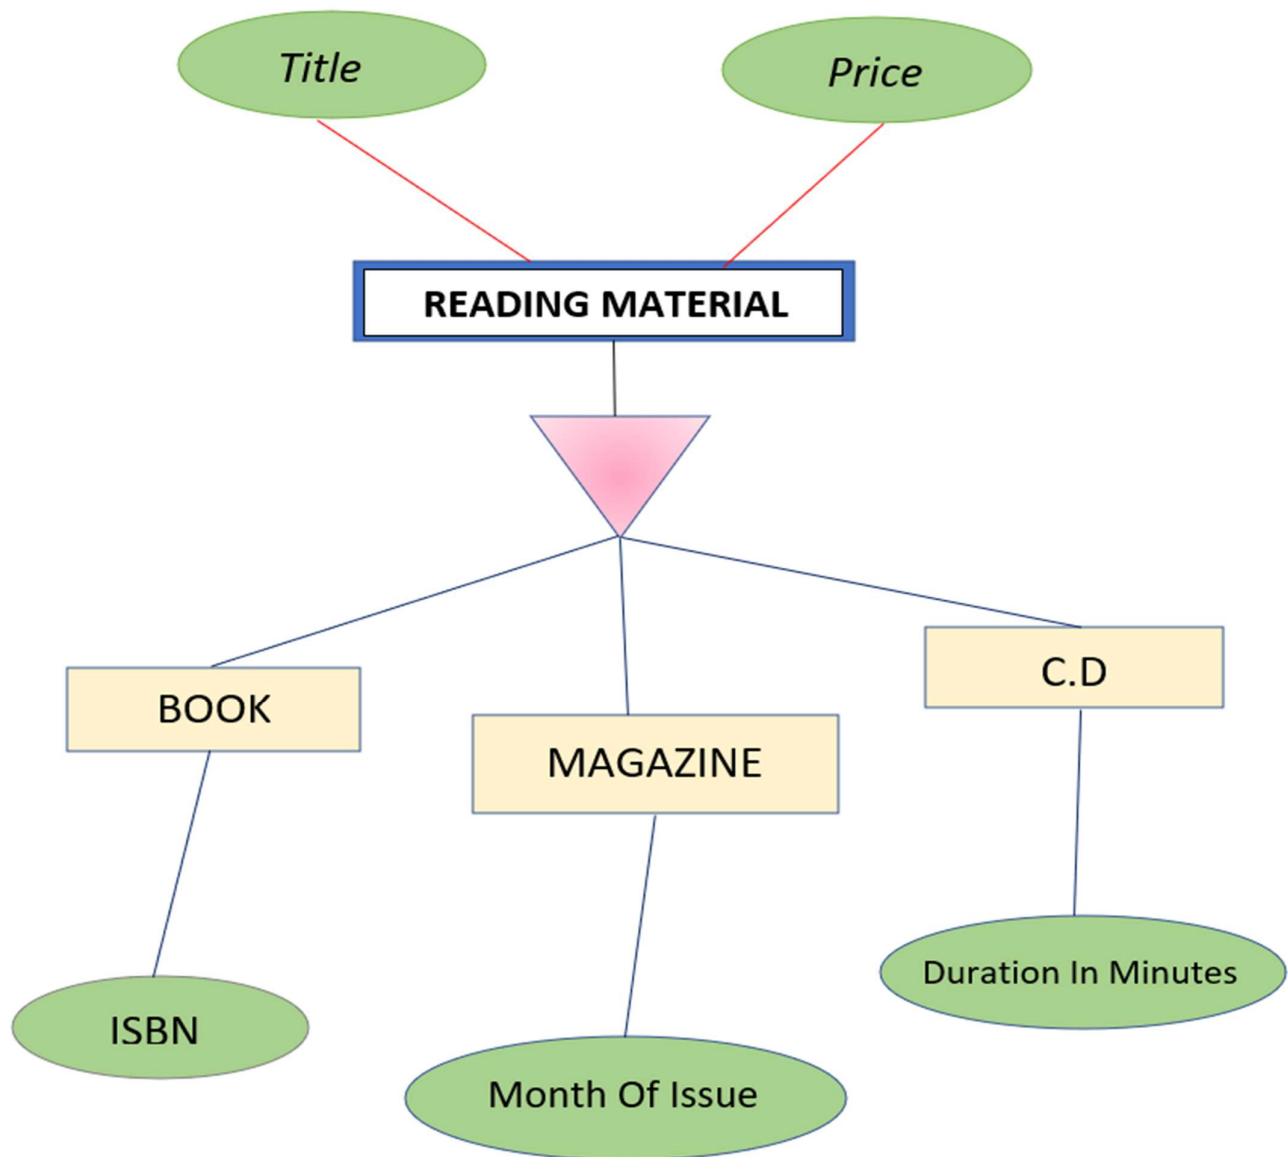 Title
Price
READING MATERIAL
BOOK
MAGAZINE
C.D
ISBN
Month Of Issue
Duration In Minutes